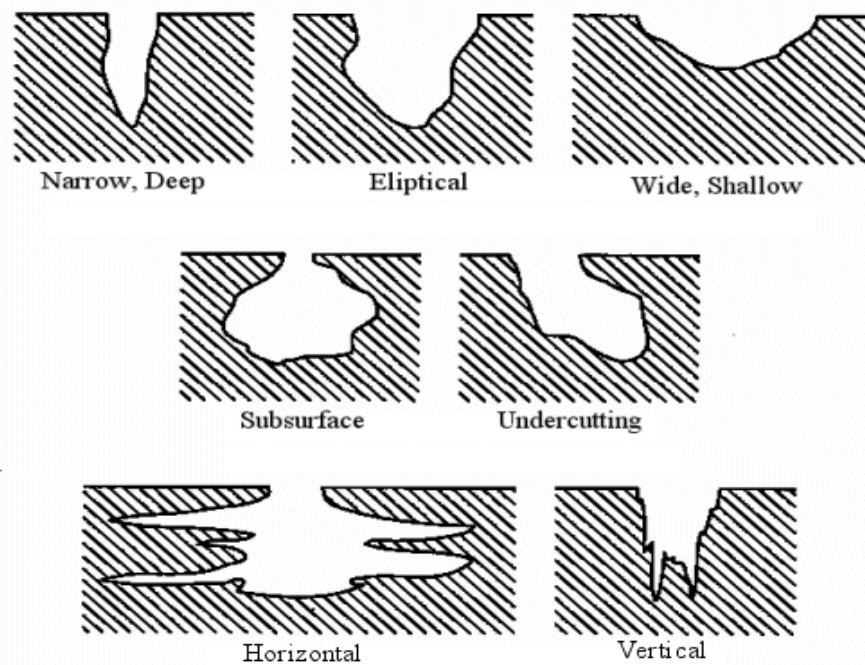 Narrow, Deep
Eliptical
Wide, Shallow
Subsurface
Undercutting
Horizontal
Vertical